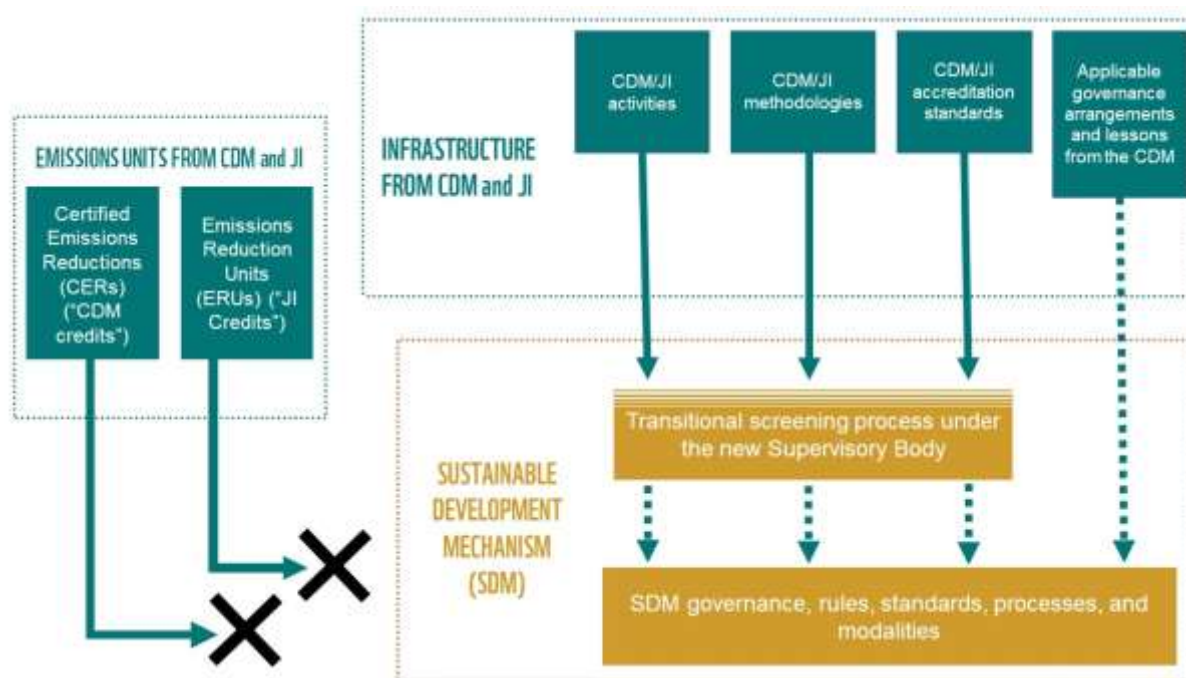 EMISSIONS UNITS FROM CDM and JI
Certified
Emissions
Reductions
(CERs)
("CDM
credits")
Emissions
Reduction
Units
(ERUs) ("JI
Credits")
INFRASTRUCTURE
FROM CDM and JI
CDM/JI
activities
CDM/JI
methodologies
CDM/JI
accreditation
standards
Applicable
governance
arrangements
and lessons
from the CDM
SUSTAINABLE
DEVELOPMENT
MECHANISM
(SDM)
Transitional screening process under
the new Supervisory Body
SDM governance, rules, standards, processes, and
modalities